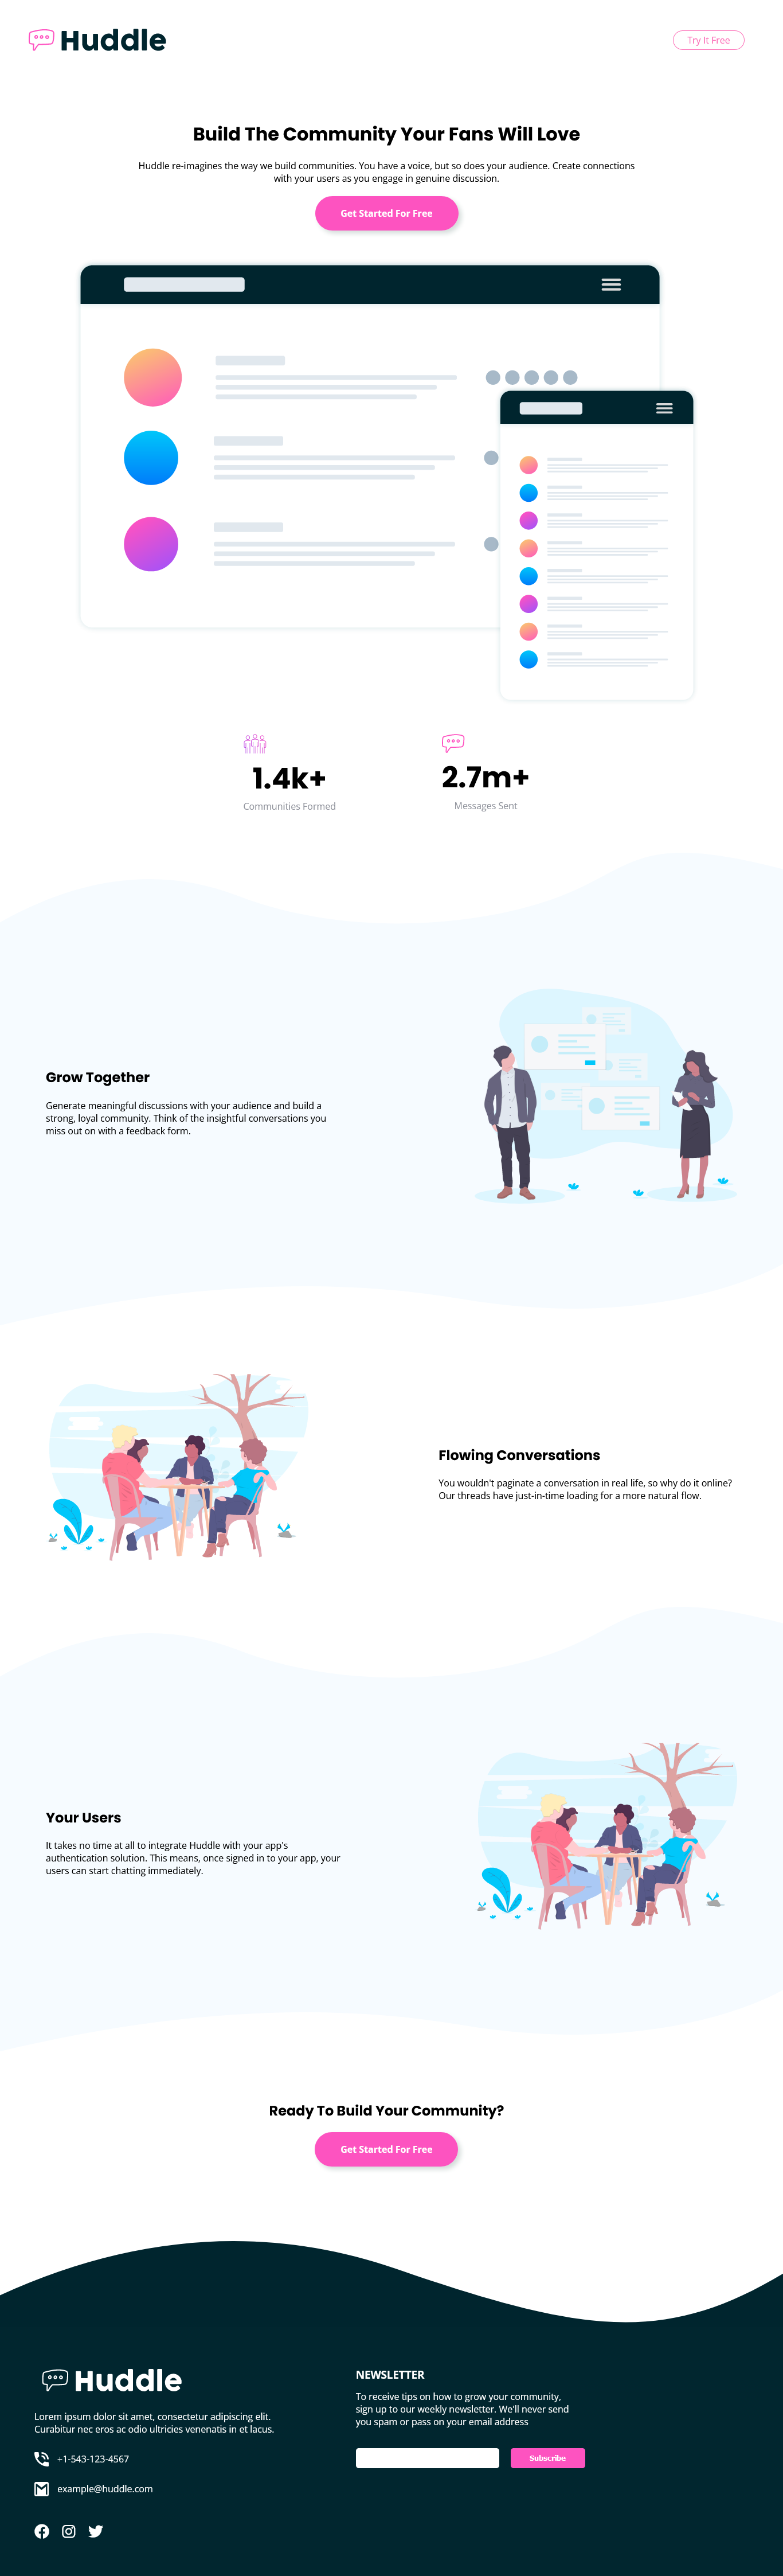 Huddle
Try It Free
Build The Community Your Fans Will Love
Huddle re-imagines the way we build communities. You have a voice, but so does your audience. Create connections
with your users as you engage in genuine discussion.
Get Started For Free
1.4k+
Communities Formed
2.7m+
Messages Sent
Grow Together
Generate meaningful discussions with your audience and build a
strong, loyal community. Think of the insightful conversations you
miss out on with a feedback form.
Flowing Conversations
You wouldn't paginate a conversation in real life, so why do it online?
Our threads have just-in-time loading for a more natural flow.
Your Users
It takes no time at all to integrate Huddle with your app's
authentication solution. This means, once signed in to your app, your
users can start chatting immediately.
Ready To Build Your Community?
Get Started For Free
Huddle
Lorem ipsum dolor sit amet, consectetur adipiscing elit.
Curabitur nec eros ac odio ultricies venenatis in et lacus.
+1-543-123-4567
example@huddle.com
NEWSLETTER
To receive tips on how to grow your community,
sign up to our weekly newsletter. We'll never send
you spam or pass on your email address
Subscribe